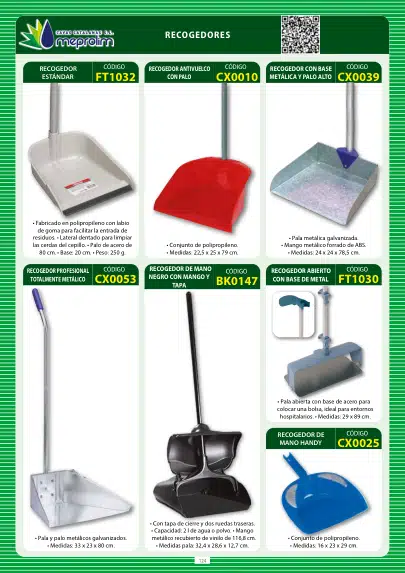 ZAPAS CATALANAS S.L.
meprolim
RECOGEDORES
RECOGEDOR
ESTÁNDAR
CÓDIGO
FT1032
• Fabricado en polipropileno con labio
de goma para facilitar la entrada de
residuos • Lateral dentado para limpiar
las cerdas del cepillo. • Palo de acero de
80 cm. • Base: 20 cm. • Peso: 250 g.
RECOGEDOR ANTIVUELCO
CON PALO
CÓDIGO
CX0010
• Conjunto de polipropileno.
• Medidas: 22,5 x 25 x 79 cm.
RECOGEDOR CON BASE
METÁLICA Y PALO ALTO
CÓDIGO
CX0039
• Pala metálica galvanizada.
• Mango metálico forrado de ABS.
• Medidas: 24 x 24 x 78,5 cm.
RECOGEDOR PROFESIONAL
TOTALMENTE METÁLICO
CÓDIGO
CX0053
• Pala y palo metálicos galvanizados.
• Medidas: 33 x 23 x 80 cm.
RECOGEDOR DE MANO
NEGRO CON MANGO Y
TAPA
CÓDIGO
BK0147
• Con tapa de cierre y dos ruedas traseras.
• Capacidad: 2 l de agua o polvo. • Mango
metálico recubierto de vinilo de 116,8 cm.
• Medidas pala: 32,4 x 28,6 x 12,7 cm.
RECOGEDOR ABIERTO
CON BASE DE METAL
CÓDIGO
FT1030
• Pala abierta con base de acero para
colocar una bolsa, ideal para entornos
hospitalarios. • Medidas: 29 x 89 cm.
RECOGEDOR DE
MANO HANDY
CÓDIGO
CX0025
• Conjunto de polipropileno.
• Medidas: 16 x 23 x 29 cm.
124